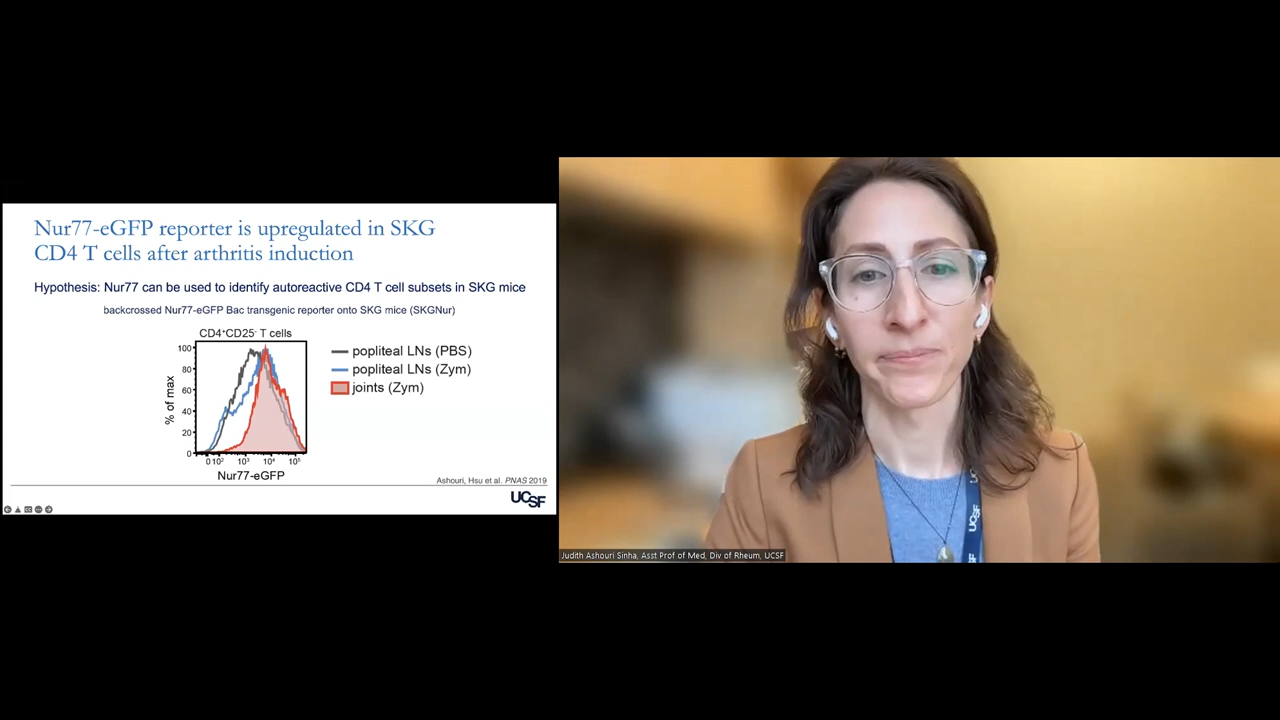 Nur77-eGFP reporter is upregulated in SKG
CD4 T cells after arthritis induction
Hypothesis: Nur77 can be used to identify autoreactive CD4 T cell subsets in SKG mice
backcrossed Nur77-eGFP Bac transgenic reporter onto SKG mice (SKGNur)
CD4⁺CD25⁻ T cells
100
80
60
40
20
0
% of max
0 10² 10³ 10⁴ 10⁵
Nur77-eGFP
popliteal LNs (PBS)
popliteal LNs (Zym)
joints (Zym)
Ashouri, Hsu et al. PNAS 2019
UCSF
UCSF
Judith Ashouri Sinha, Asst Prof of Med, Div of Rheum, UCSF